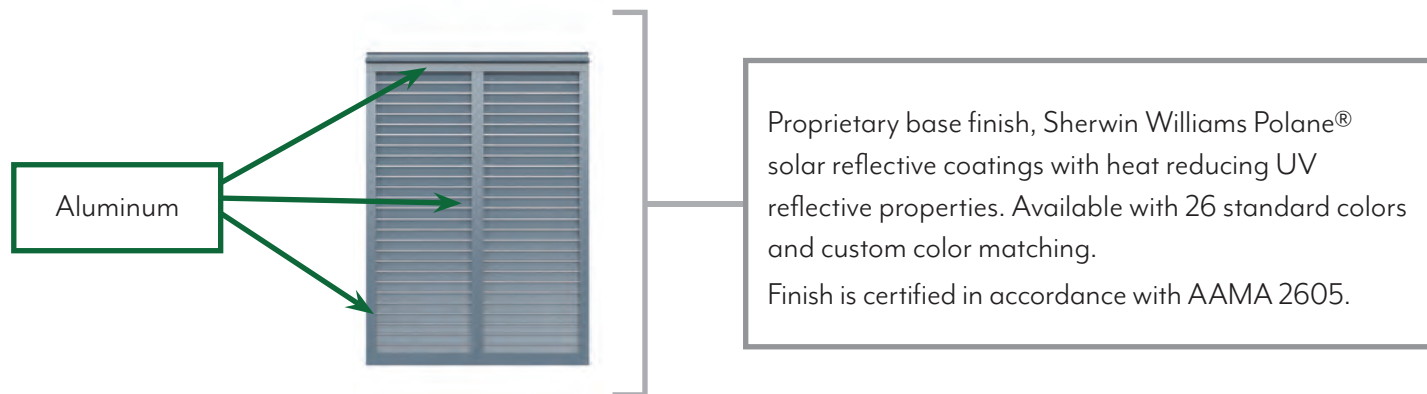 Aluminum
Proprietary base finish, Sherwin Williams Polane®
solar reflective coatings with heat reducing UV
reflective properties. Available with 26 standard colors
and custom color matching.
Finish is certified in accordance with AAMA 2605.